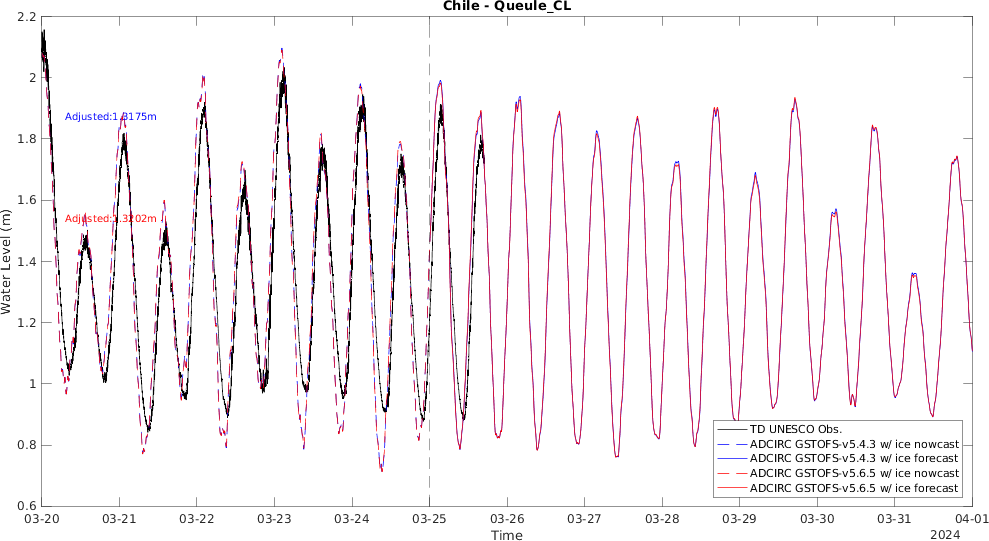 Chile - Queule_CL
2.2
2
1.8
1.6
1.4
1.2
1
0.8
0.6
Water Level (m)
Adjusted:1.3175m
Adjusted:1.3202m
TD UNESCO Obs.
ADCIRC GSTOFS-v5.4.3 w/ ice nowcast
ADCIRC GSTOFS-v5.4.3 w/ ice forecast
ADCIRC GSTOFS-v5.6.5 w/ ice nowcast
ADCIRC GSTOFS-v5.6.5 w/ ice forecast
03-20 03-21 03-22 03-23 03-24 03-25 03-26 03-27 03-28 03-29 03-30 03-31 04-01
Time
2024